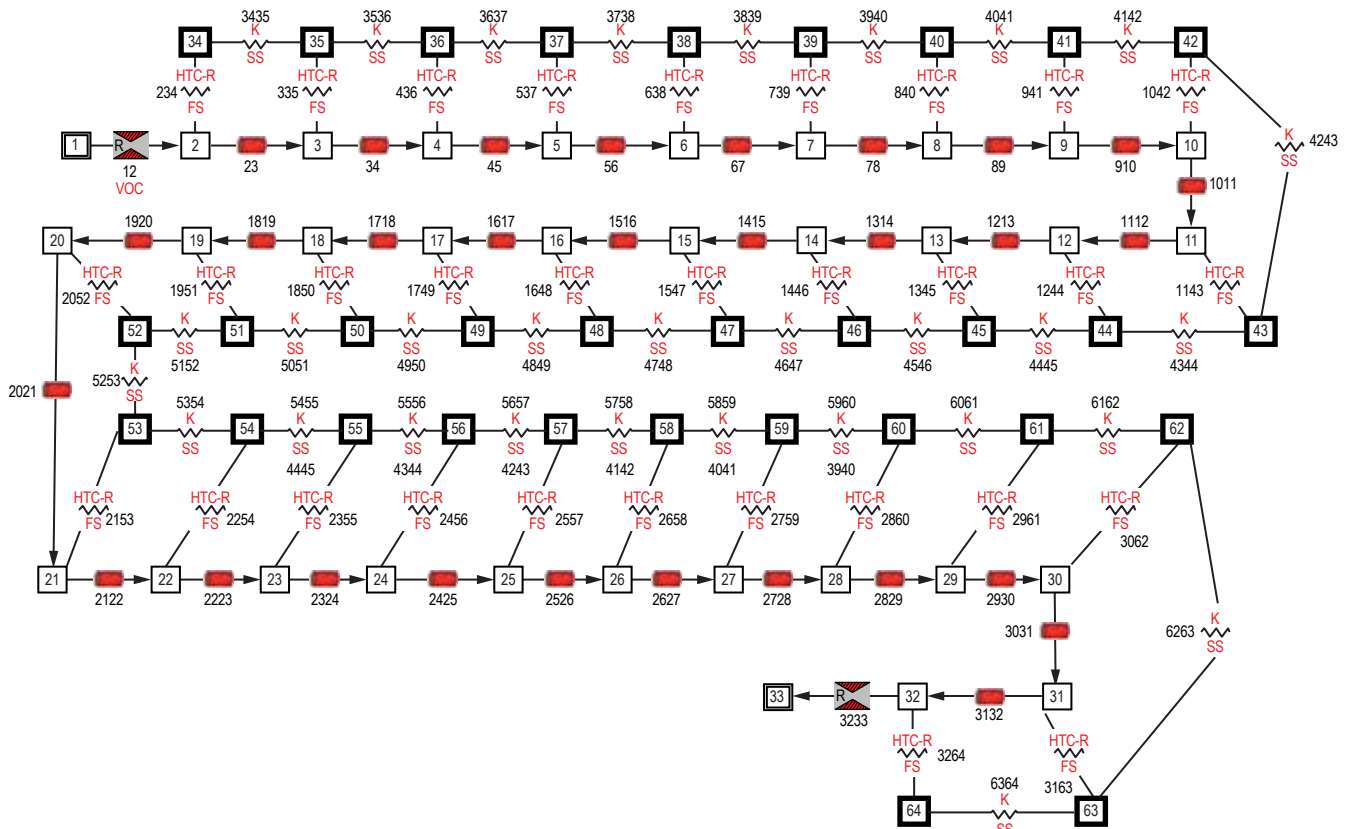 3435 3536 3637 3738 3839 3940 4041 4142
K K K K K K K K
34 35 36 37 38 39 40 41 42
SS SS SS SS SS SS SS SS
HTC-R HTC-R HTC-R HTC-R HTC-R HTC-R HTC-R HTC-R HTC-R
234 335 436 537 638 739 840 941 1042
FS FS FS FS FS FS FS FS FS
K
4243
SS
1 R 2 3 4 5 6 7 8 9 10
12 23 34 45 56 67 78 89 910
VOC
1011
1920 1819 1718 1617 1516 1415 1314 1213 1112
20 19 18 17 16 15 14 13 12 11
HTC-R HTC-R HTC-R HTC-R HTC-R HTC-R HTC-R HTC-R HTC-R HTC-R
2052 FS 1951 FS 1850 FS 1749 FS 1648 FS 1547 FS 1446 FS 1345 FS 1244 FS 1143 FS
K K K K K K K K K
52 51 50 49 48 47 46 45 44 43
SS SS SS SS SS SS SS SS SS
5152 5051 4950 4849 4748 4647 4546 4445 4344
K
5253
SS
2021
5354 5455 5556 5657 5758 5859 5960 6061 6162
K K K K K K K K K
53 54 55 56 57 58 59 60 61 62
SS SS SS SS SS SS SS SS SS
4445 4344 4243 4142 4041 3940
HTC-R HTC-R HTC-R HTC-R HTC-R HTC-R HTC-R HTC-R HTC-R HTC-R
FS 2153 FS 2254 FS 2355 FS 2456 FS 2557 FS 2658 FS 2759 FS 2860 FS 2961 FS
3062
21 22 23 24 25 26 27 28 29 30
2122 2223 2324 2425 2526 2627 2728 2829 2930
3031
K
6263
SS
33 R 32 31
3233 3132
HTC-R HTC-R
3264
FS FS
3163
6364
K
64 63
SS